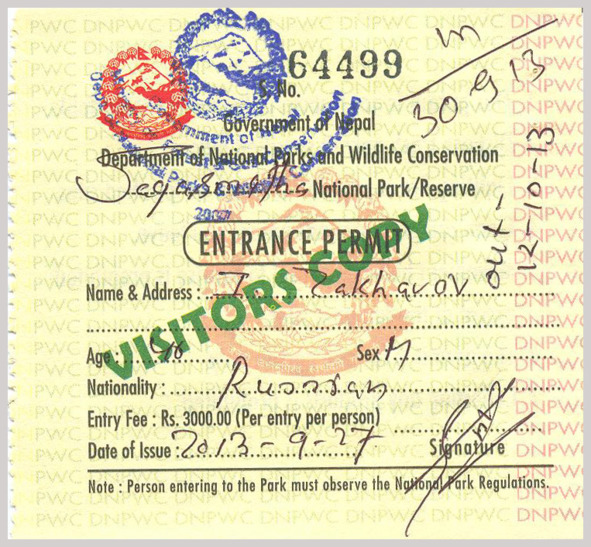 64499
S. No.
in
30 9 13
Government of Nepal
Department of National Parks and Wildlife Conservation
Sagarmatha National Park/Reserve
ENTRANCE PERMIT
VISITORS COPY
out-
12-10-13
Name & Address : I Zakharov
Age : Sex M
Nationality : Russian
Entry Fee : Rs. 3000.00 (Per entry per person)
Date of Issue : 2013-9-27 Signature
Note : Person entering to the Park must observe the National Park Regulations.